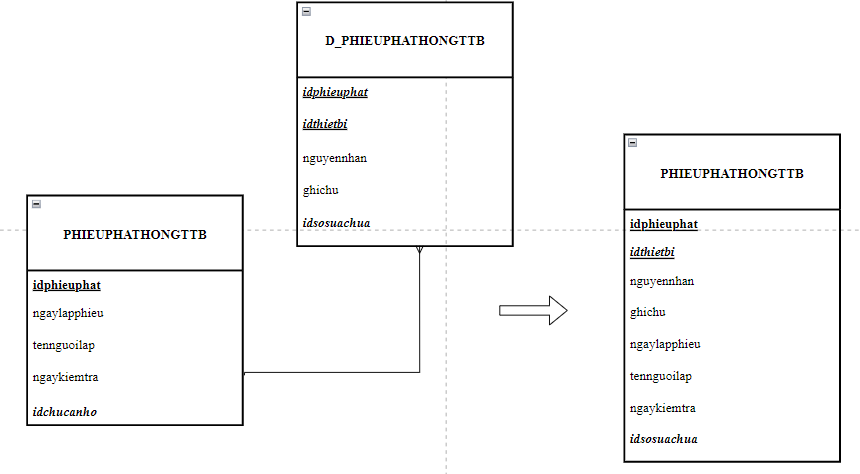 D_PHIEUPHATHONGTTB
idphieuphat
idthietbi
nguyennhan
ghichu
idsosuachua
PHIEUPHATHONGTTB
idphieuphat
ngaylapphieu
tennguoilap
ngaykiemtra
idchucanho
PHIEUPHATHONGTTB
idphieuphat
idthietbi
nguyennhan
ghichu
ngaylapphieu
tennguoilap
ngaykiemtra
idsosuachua